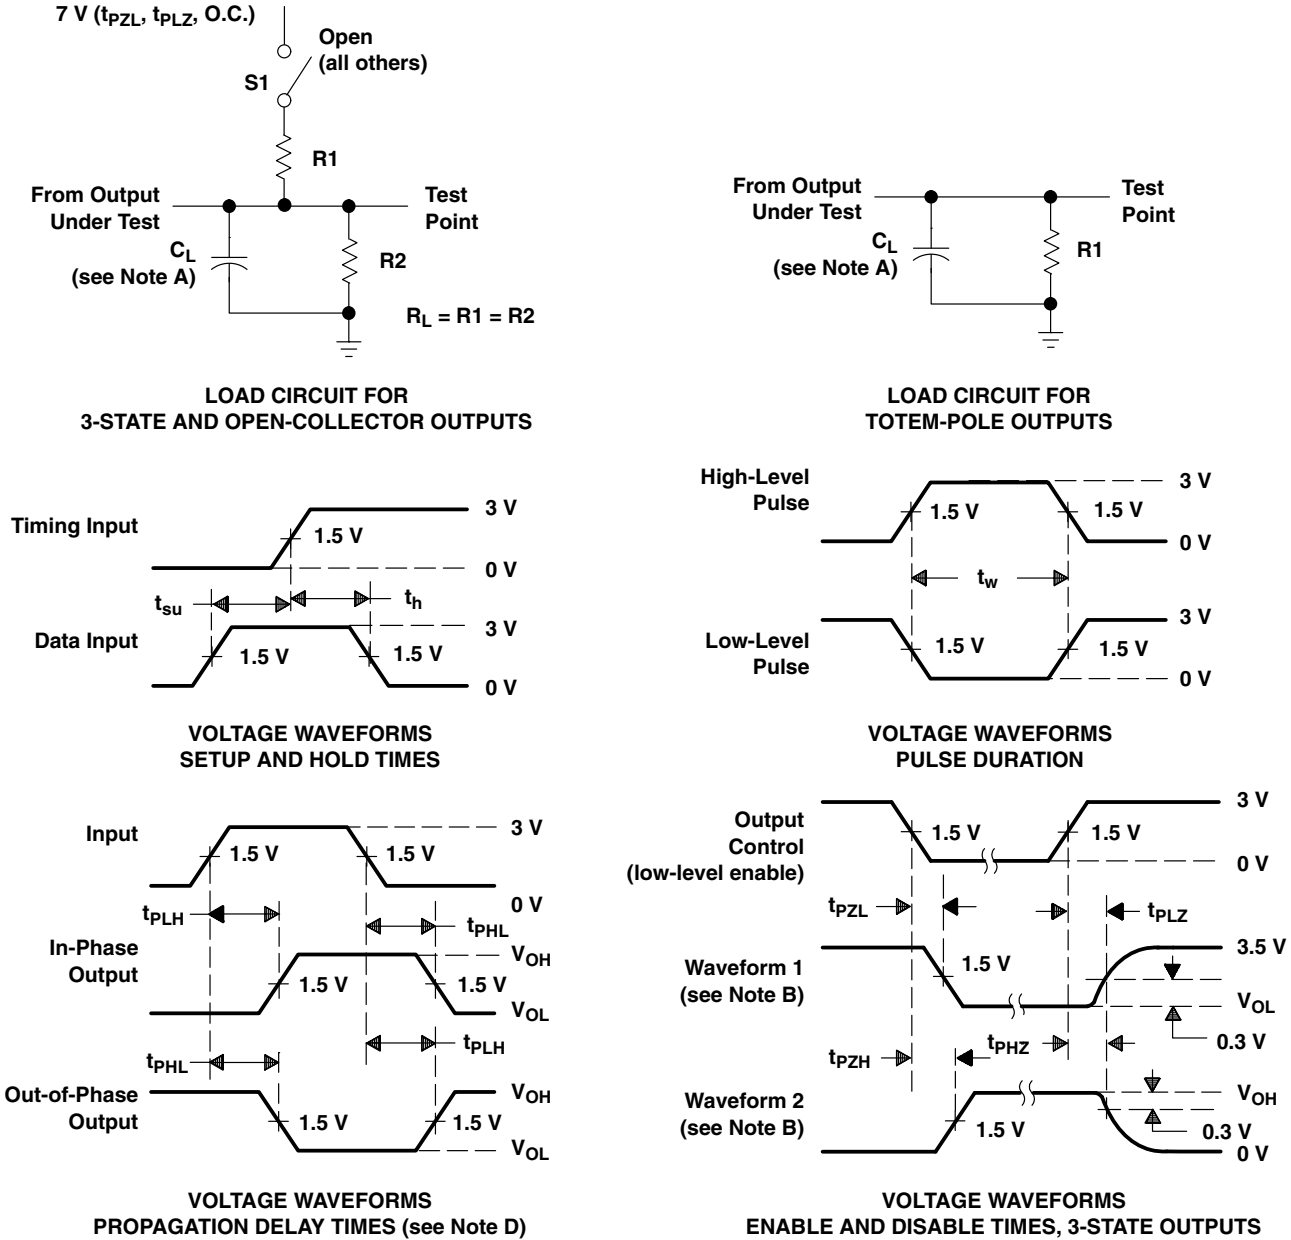 7 V (tPZL, tPLZ, O.C.)
Open
(all others)
S1
R1
From Output
Under Test
Test
Point
CL
(see Note A)
R2
RL = R1 = R2
LOAD CIRCUIT FOR
3-STATE AND OPEN-COLLECTOR OUTPUTS
From Output
Under Test
Test
Point
CL
(see Note A)
R1
LOAD CIRCUIT FOR
TOTEM-POLE OUTPUTS
Timing Input
1.5 V
3 V
0 V
tsu
th
Data Input
1.5 V
1.5 V
3 V
0 V
VOLTAGE WAVEFORMS
SETUP AND HOLD TIMES
High-Level
Pulse
1.5 V
1.5 V
3 V
0 V
tw
Low-Level
Pulse
1.5 V
1.5 V
3 V
0 V
VOLTAGE WAVEFORMS
PULSE DURATION
Input
1.5 V
1.5 V
3 V
0 V
tPLH
tPHL
In-Phase
Output
1.5 V
1.5 V
VOH
VOL
tPHL
tPLH
Out-of-Phase
Output
1.5 V
1.5 V
VOH
VOL
VOLTAGE WAVEFORMS
PROPAGATION DELAY TIMES (see Note D)
Output
Control
(low-level enable)
1.5 V
1.5 V
3 V
0 V
tPZL
tPLZ
Waveform 1
(see Note B)
1.5 V
3.5 V
VOL
0.3 V
tPZH
tPHZ
Waveform 2
(see Note B)
1.5 V
VOH
0.3 V
0 V
VOLTAGE WAVEFORMS
ENABLE AND DISABLE TIMES, 3-STATE OUTPUTS